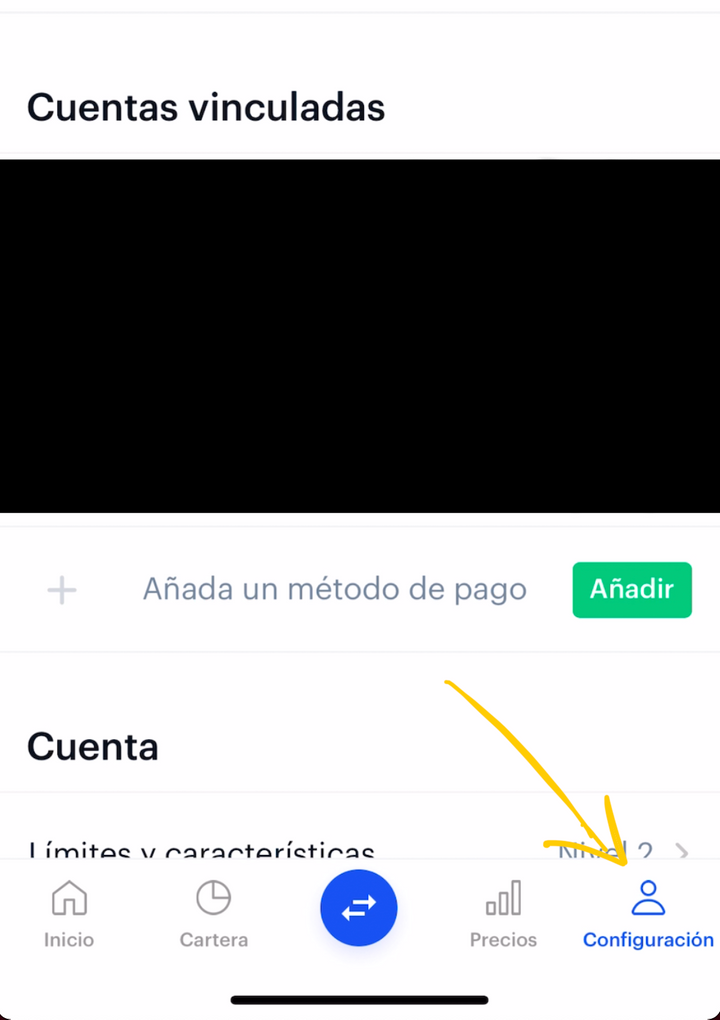 Cuentas vinculadas
Añada un método de pago
Añadir
Cuenta
Límites y características
Nivel 2
Inicio
Cartera
Precios
Configuración